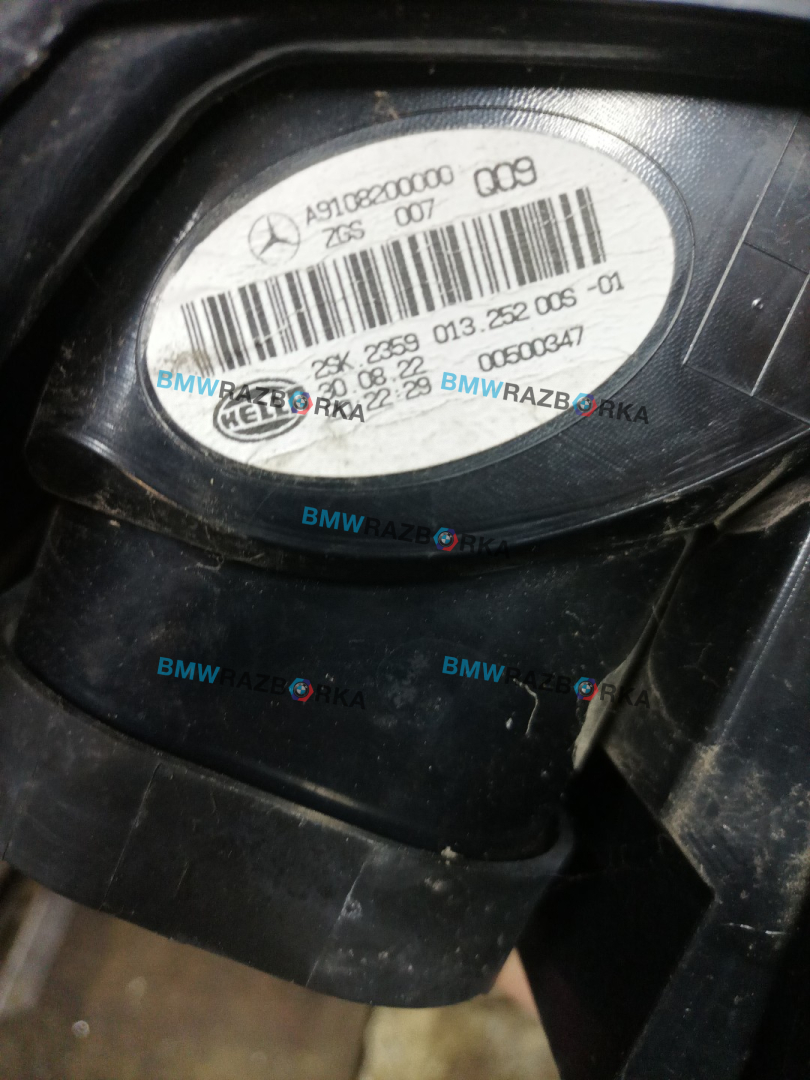 A9108200000 Q09
ZGS 007
2SK.2359 013.252 00S -01
30.08.22 00500347
22:29
HELLA
BMWRAZBORKA
BMWRAZBORKA
BMWRAZBORKA
BMWRAZBORKA
BMWRAZBORKA